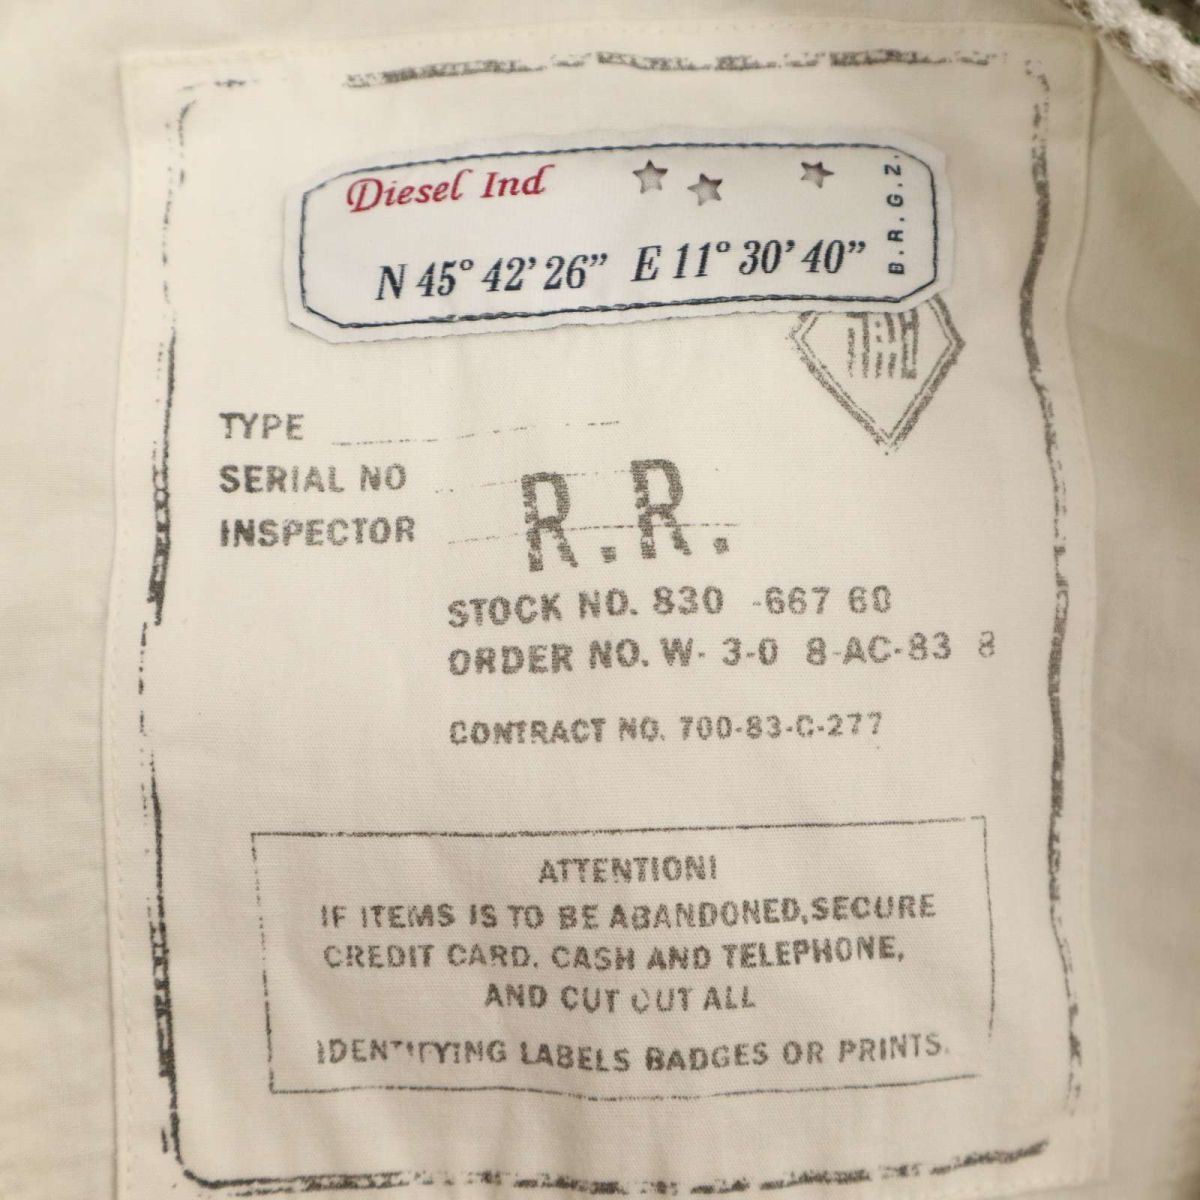 Diesel Ind
B.R.G.Z.
N 45° 42' 26” E 11° 30' 40”
TYPE
SERIAL NO
INSPECTOR
R.R.
STOCK NO. 830 -667 60
ORDER NO. W- 3-0 8-AC-83 8
CONTRACT NO. 700-83-C-277
ATTENTION!
IF ITEMS IS TO BE ABANDONED,SECURE
CREDIT CARD. CASH AND TELEPHONE,
AND CUT OUT ALL
IDENTIFYING LABELS BADGES OR PRINTS.